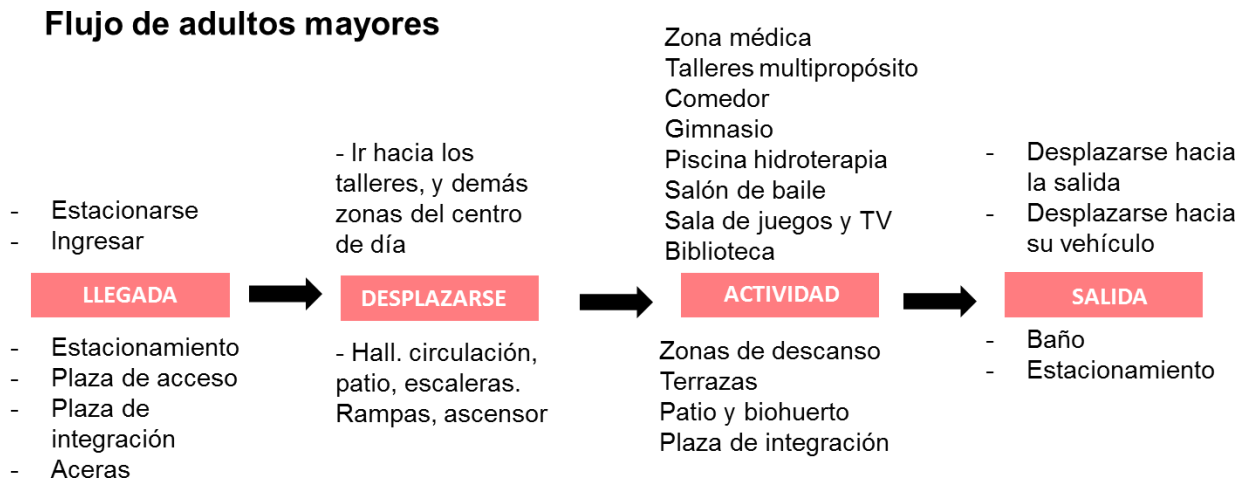 Flujo de adultos mayores
- Estacionarse
- Ingresar
LLEGADA
- Estacionamiento
- Plaza de acceso
- Plaza de
integración
- Aceras
- Ir hacia los
talleres, y demás
zonas del centro
de día
DESPLAZARSE
- Hall. circulación,
patio, escaleras.
Rampas, ascensor
Zona médica
Talleres multipropósito
Comedor
Gimnasio
Piscina hidroterapia
Salón de baile
Sala de juegos y TV
Biblioteca
ACTIVIDAD
Zonas de descanso
Terrazas
Patio y biohuerto
Plaza de integración
- Desplazarse hacia
la salida
- Desplazarse hacia
su vehículo
SALIDA
- Baño
- Estacionamiento